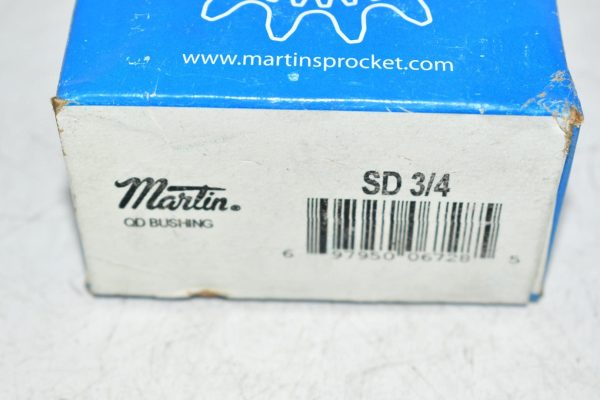 www.martinsprocket.com
Martin®
QD BUSHING
SD 3/4
6 97950 06728 5